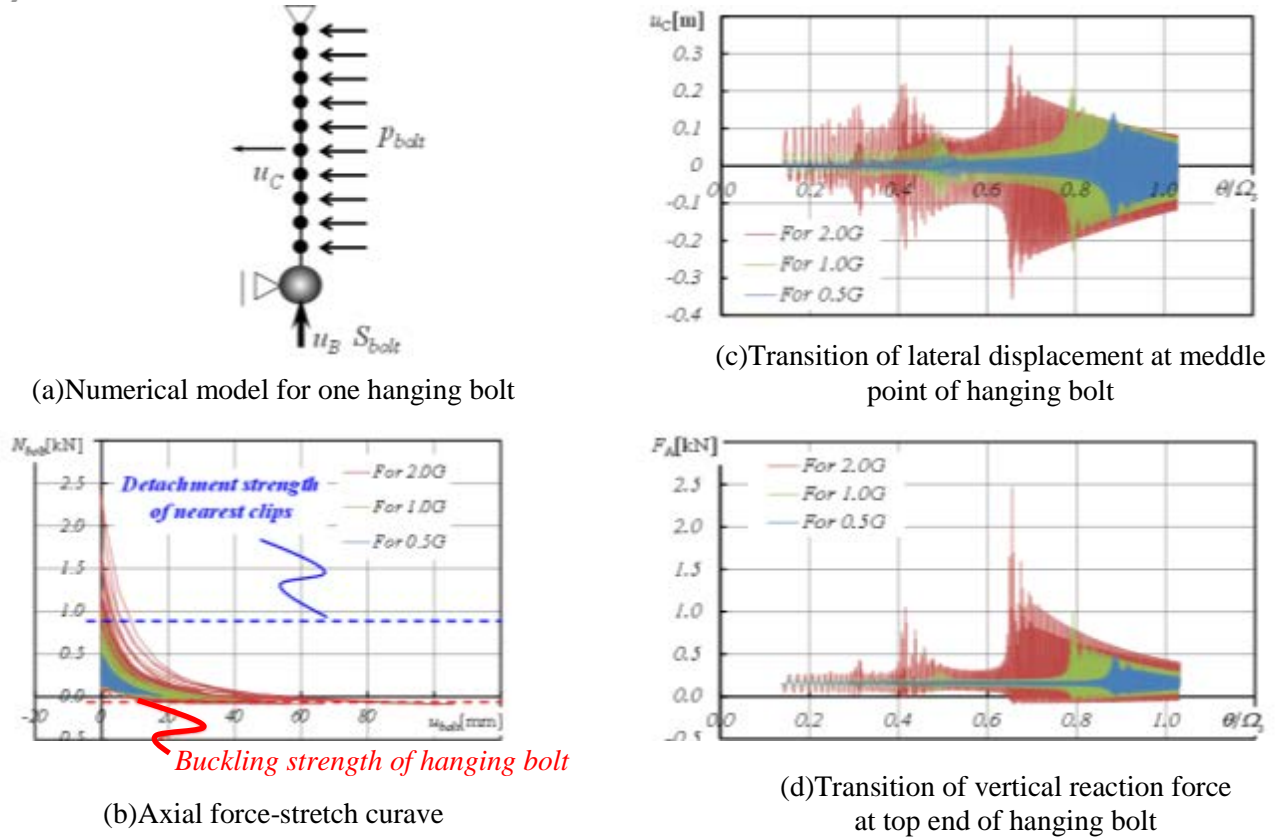 p_bolt
u_C
u_B S_bolt
(a)Numerical model for one hanging bolt
N_bolt[kN]
2.5
2.0
1.5
1.0
0.5
0.0
0.5
-20 0 20 40 60 80 u_bolt[mm]
Detachment strength
of nearest clips
For 2.0G
For 1.0G
For 0.5G
Buckling strength of hanging bolt
(b)Axial force-stretch curave
u_C[m]
0.3
0.2
0.1
0
-0.1
-0.2
-0.3
-0.4
0.0 0.2 0.4 0.6 0.8 1.0 θ/Ω_s
For 2.0G
For 1.0G
For 0.5G
(c)Transition of lateral displacement at meddle
point of hanging bolt
F_A[kN]
2.5
2.0
1.5
1.0
0.5
0.0
-0.5
0.0 0.2 0.4 0.6 0.8 1.0 θ/Ω_s
For 2.0G
For 1.0G
For 0.5G
(d)Transition of vertical reaction force
at top end of hanging bolt